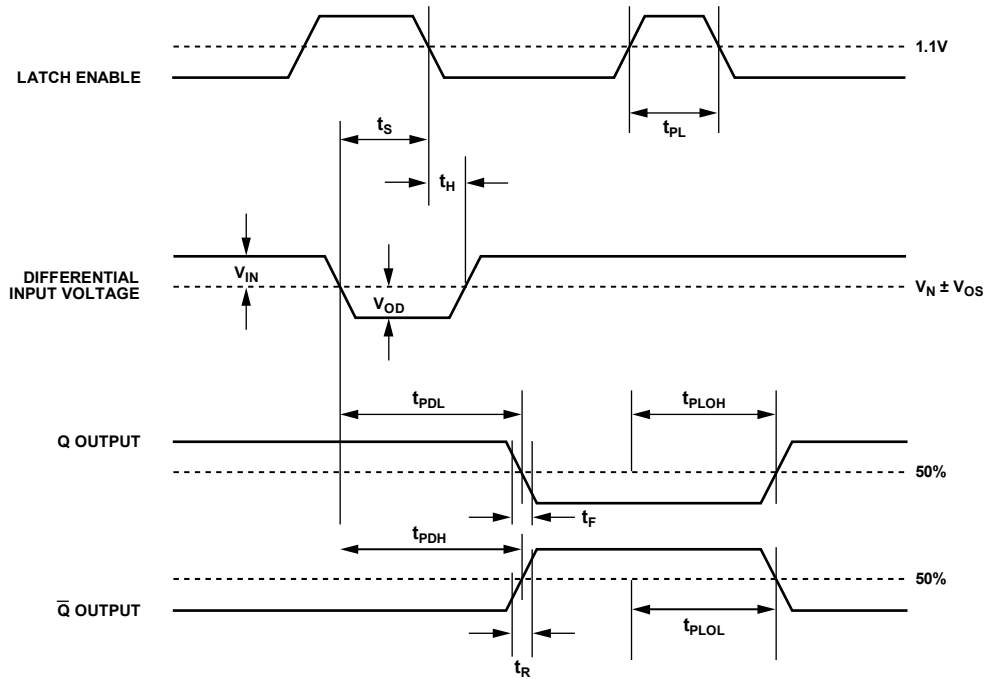 1.1V
LATCH ENABLE
tS
tPL
tH
DIFFERENTIAL
INPUT VOLTAGE
VIN
VOD
VN ± VOS
tPDL
tPLOH
Q OUTPUT
50%
tF
tPDH
50%
Q̅ OUTPUT
tPLOL
tR